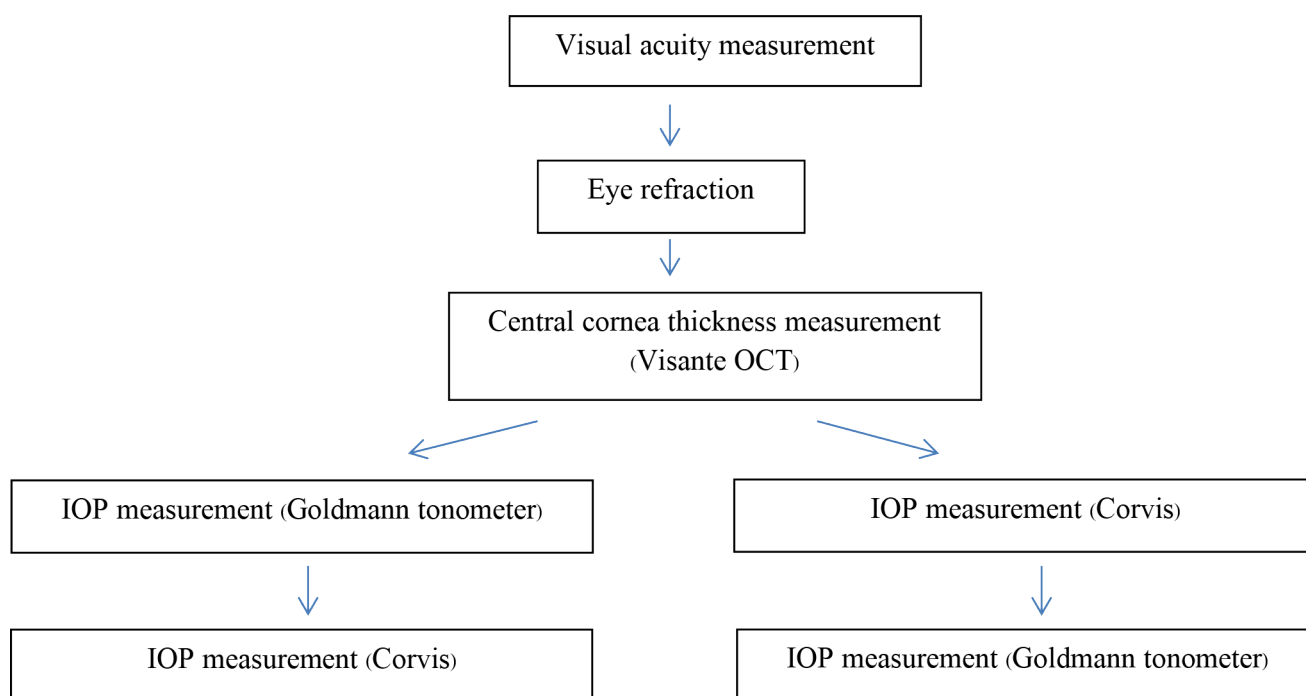 Visual acuity measurement
Eye refraction
Central cornea thickness measurement
(Visante OCT)
IOP measurement (Goldmann tonometer)
IOP measurement (Corvis)
IOP measurement (Corvis)
IOP measurement (Goldmann tonometer)